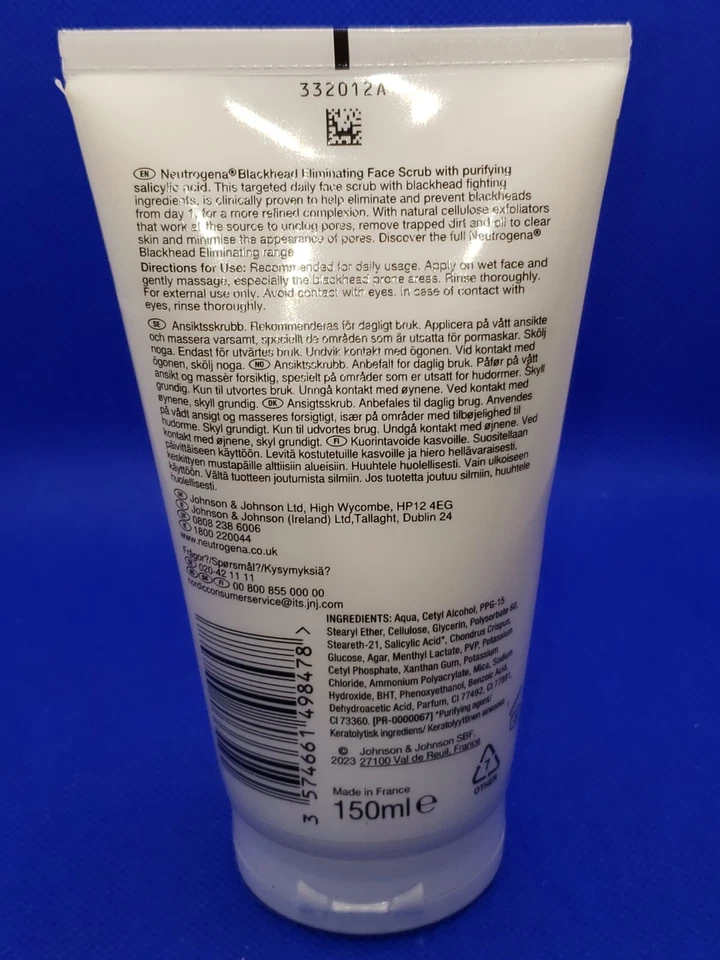 332012A
EN Neutrogena® Blackhead Eliminating Face Scrub with purifying
salicylic acid. This targeted daily face scrub with blackhead fighting
ingredients, is clinically proven to help eliminate and prevent blackheads
from day 1, for a more refined complexion. With natural cellulose exfoliators
that work at the source to unclog pores, remove trapped dirt and oil to clear
skin and minimise the appearance of pores. Discover the full Neutrogena®
Blackhead Eliminating range
Directions for Use: Recommended for daily usage. Apply on wet face and
gently massage, especially the blackhead prone areas. Rinse thoroughly.
For external use only. Avoid contact with eyes. In case of contact with
eyes, rinse thoroughly.
SE Ansiktsskrubb. Rekommenderas för dagligt bruk. Applicera på vått ansikte
och massera varsamt, speciellt de områden som är utsatta för pormaskar. Skölj
noga. Endast för utvärtes bruk. Undvik kontakt med ögonen. Vid kontakt med
ögonen, skölj noga. NO Ansiktsscrubb. Anbefalt for daglig bruk. Påfør på vått
ansikt og massèr forsiktig, spesielt på områder som er utsatt for hudormer. Skyll
grundig. Kun til utvortes bruk. Unngå kontakt med øynene. Ved kontakt med
øynene, skyll grundig. DK Ansigtsscrub. Anbefales til daglig brug. Anvendes
på vådt ansigt og masseres forsigtigt, især på områder med tilbøjelighed til
hudorme. Skyl grundigt. Kun til udvortes brug. Undgå kontakt med øjnene. Ved
kontakt med øjnene, skyl grundigt. FI Kuorintavoide kasvoille. Suositellaan
päivittäiseen käyttöön. Levitä kostutetuille kasvoille ja hiero hellävaraisesti,
keskittyen mustapäille alttiisiin alueisiin. Huuhtele huolellisesti. Vain ulkoiseen
käyttöön. Vältä tuotteen joutumista silmiin. Jos tuotetta joutuu silmiin, huuhtele
huolellisesti.
Johnson & Johnson Ltd, High Wycombe, HP12 4EG
Johnson & Johnson (Ireland) Ltd,Tallaght, Dublin 24
0808 238 6006
1800 220044
www.neutrogena.co.uk
Frågor?/Spørsmål?/Kysymyksiä?
SE 020-42 11 11
NO DK FI 00 800 855 000 00
nordicconsumerservice@its.jnj.com
INGREDIENTS: Aqua, Cetyl Alcohol, PPG-15
Stearyl Ether, Cellulose, Glycerin, Polysorbate 60,
Steareth-21, Salicylic Acid*, Chondrus Crispus,
Glucose, Agar, Menthyl Lactate, PVP, Potassium
Cetyl Phosphate, Xanthan Gum, Potassium
Chloride, Ammonium Polyacrylate, Mica, Sodium
Hydroxide, BHT, Phenoxyethanol, Benzoic Acid,
Dehydroacetic Acid, Parfum, CI 77492, CI 77891,
CI 73360. [PR-0000067] *Purifying agent/
Keratolytisk ingrediens/ Keratolyyttinen ainesosa
3 574661 498478 >
© Johnson & Johnson SBF,
2023 27100 Val de Reuil, France
7
OTHER
Made in France
150ml e